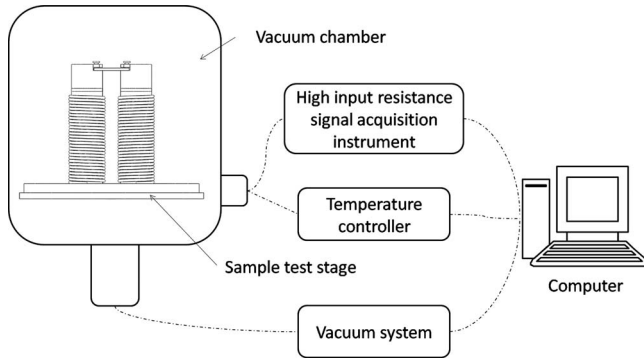 Vacuum chamber
High input resistance
signal acquisition
instrument
Temperature
controller
Sample test stage
Computer
Vacuum system